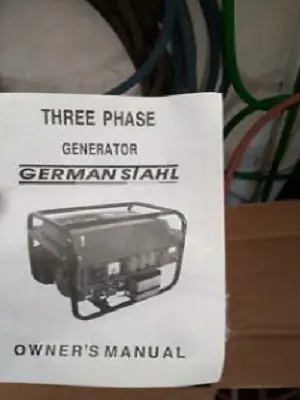 THREE PHASE
GENERATOR
GERMAN STAHL
OWNER'S MANUAL